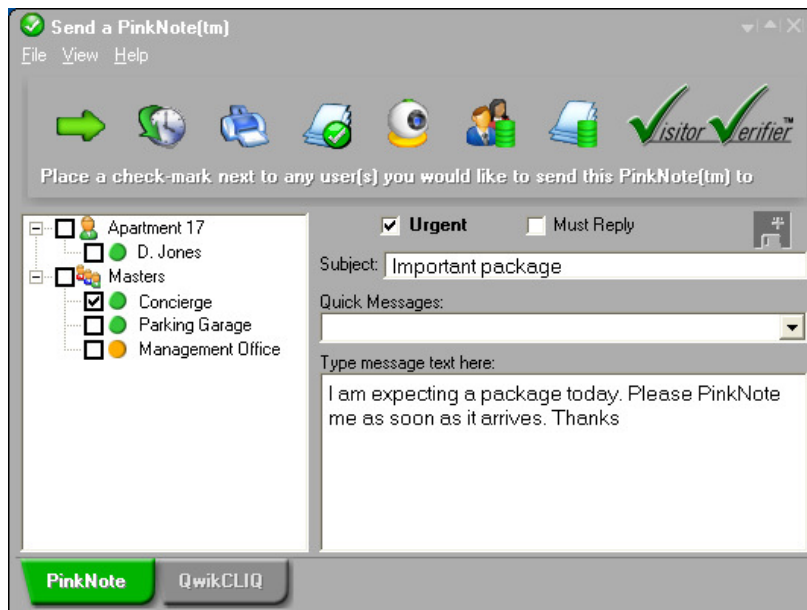 Send a PinkNote(tm)
File View Help
Visitor Verifier™
Place a check-mark next to any user(s) you would like to send this PinkNote(tm) to
Apartment 17
D. Jones
Masters
Concierge
Parking Garage
Management Office
Urgent Must Reply
Subject: Important package
Quick Messages:
Type message text here:
I am expecting a package today. Please PinkNote
me as soon as it arrives. Thanks
PinkNote QwikCLIQ